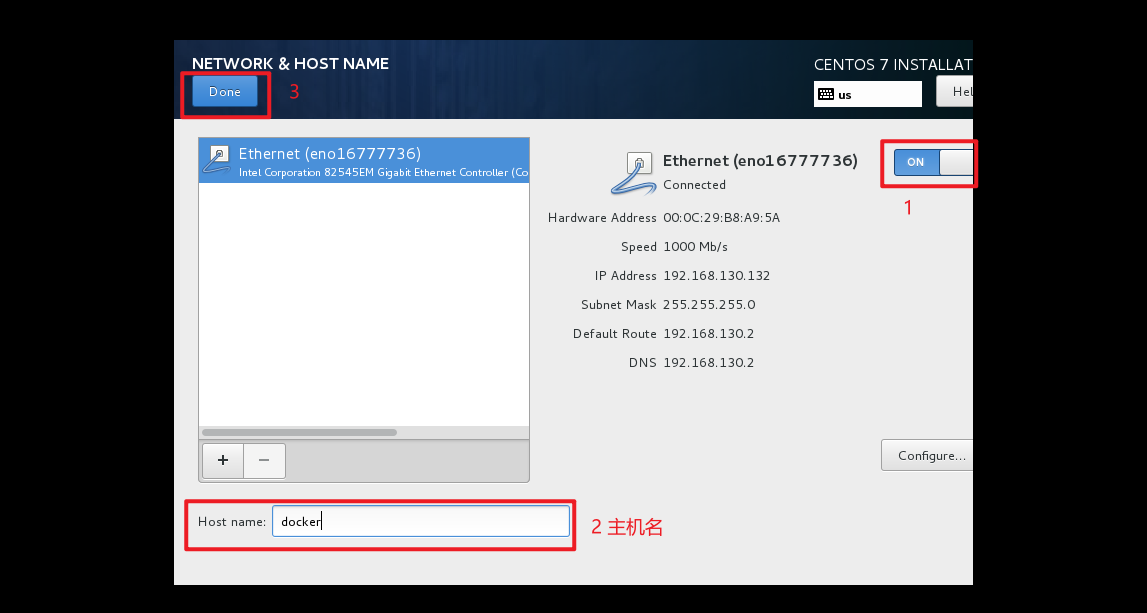 NETWORK & HOST NAME
CENTOS 7 INSTALLAT
Done
3
us
Hel
Ethernet (eno16777736)
Intel Corporation 82545EM Gigabit Ethernet Controller (Co
Ethernet (eno16777736)
Connected
ON
1
Hardware Address 00:0C:29:B8:A9:5A
Speed 1000 Mb/s
IP Address 192.168.130.132
Subnet Mask 255.255.255.0
Default Route 192.168.130.2
DNS 192.168.130.2
+ −
Configure...
Host name: docker
2 主机名